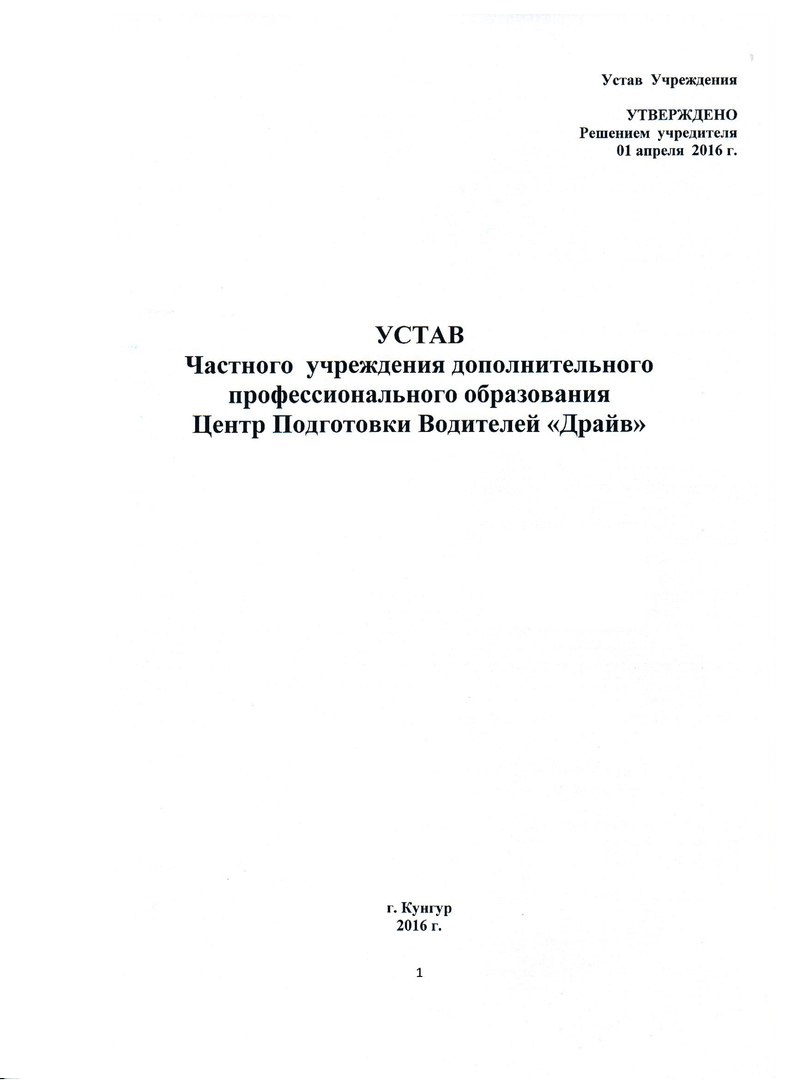 Устав Учреждения
УТВЕРЖДЕНО
Решением учредителя
01 апреля 2016 г.
УСТАВ
Частного учреждения дополнительного
профессионального образования
Центр Подготовки Водителей «Драйв»
г. Кунгур
2016 г.
1